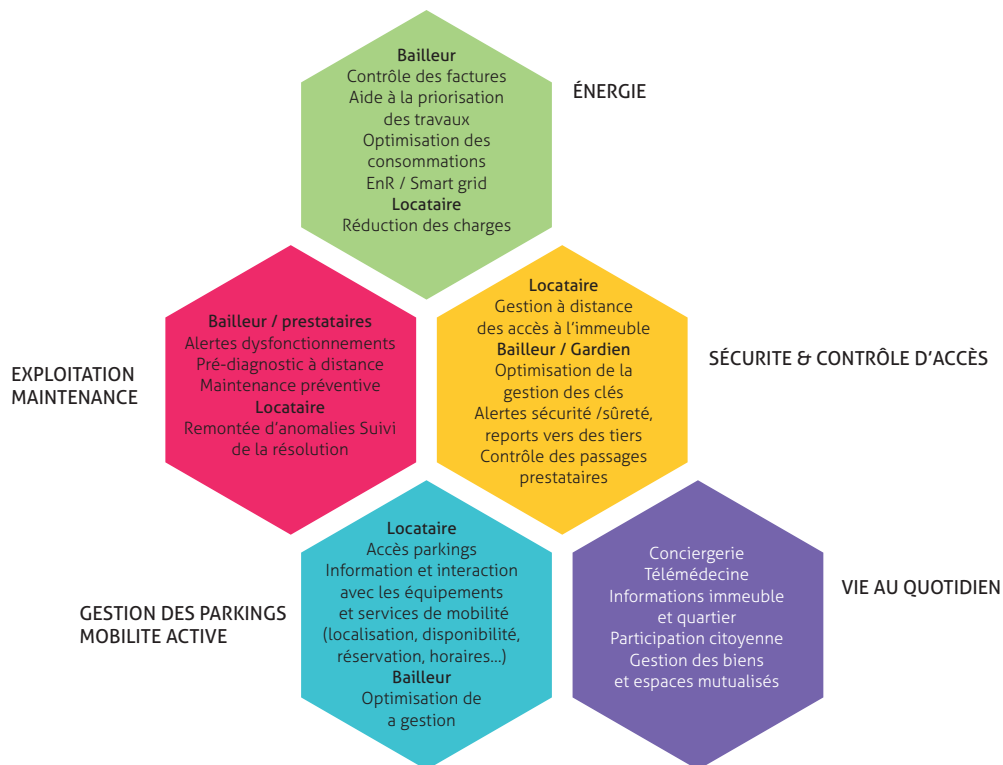 Bailleur
Contrôle des factures
Aide à la priorisation
des travaux
Optimisation des
consommations
EnR / Smart grid
Locataire
Réduction des charges
ÉNERGIE
EXPLOITATION
MAINTENANCE
Bailleur / prestataires
Alertes dysfonctionnements
Pré-diagnostic à distance
Maintenance préventive
Locataire
Remontée d'anomalies Suivi
de la résolution
Locataire
Gestion à distance
des accès à l'immeuble
Bailleur / Gardien
Optimisation de la
gestion des clés
Alertes sécurité /sûreté,
reports vers des tiers
Contrôle des passages
prestataires
SÉCURITE & CONTRÔLE D'ACCÈS
GESTION DES PARKINGS
MOBILITE ACTIVE
Locataire
Accès parkings
Information et interaction
avec les équipements
et services de mobilité
(localisation, disponibilité,
réservation, horaires...)
Bailleur
Optimisation de
a gestion
Conciergerie
Télémédecine
Informations immeuble
et quartier
Participation citoyenne
Gestion des biens
et espaces mutualisés
VIE AU QUOTIDIEN